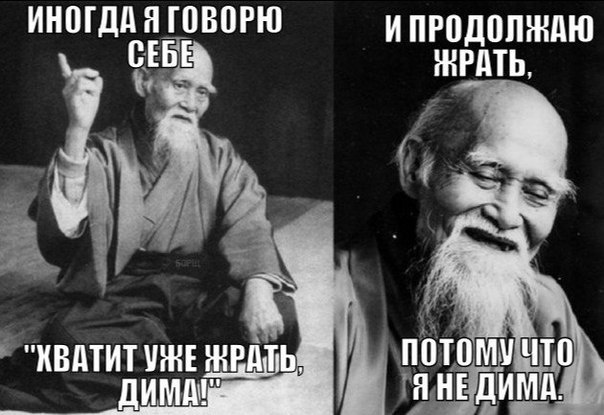 ИНОГДА Я ГОВОРЮ
СЕБЕ
"ХВАТИТ УЖЕ ЖРАТЬ,
ДИМА!"
И ПРОДОЛЖАЮ
ЖРАТЬ,
ПОТОМУ ЧТО
Я НЕ ДИМА.